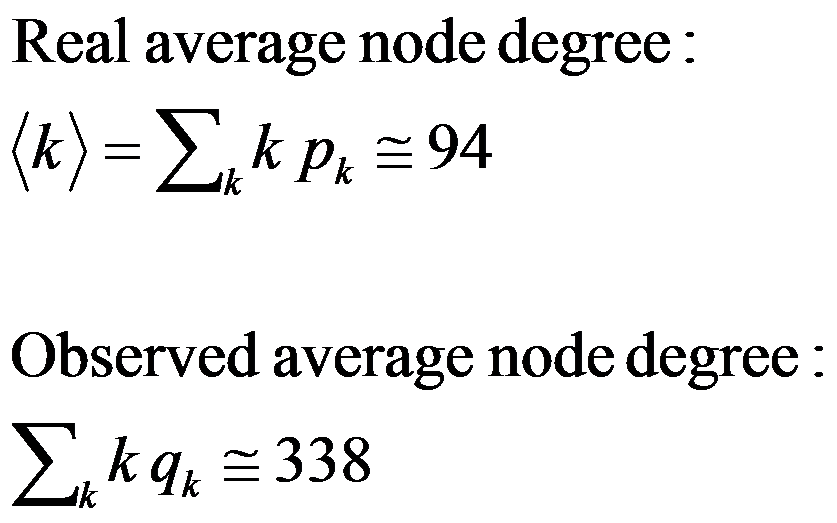 Real average node degree :
⟨k⟩ = ∑ₖ k pₖ ≅ 94
Observed average node degree :
∑ₖ k qₖ ≅ 338